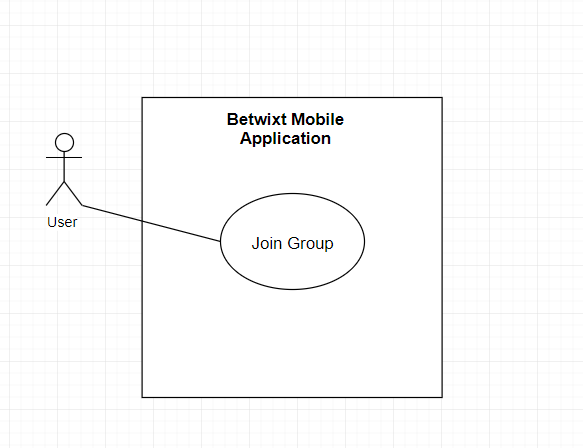 Betwixt Mobile
Application
User
Join Group